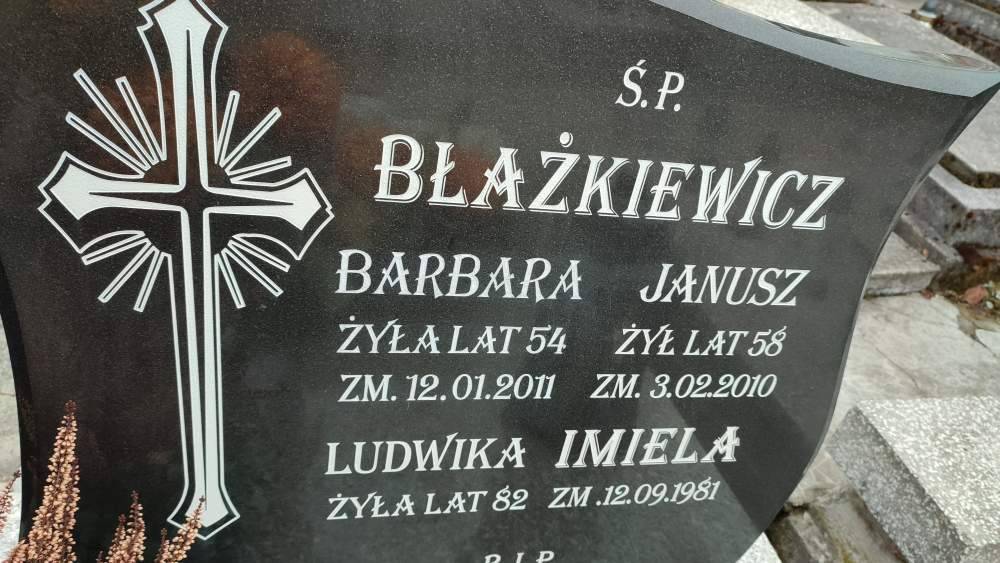 Ś.P.
BŁAŻKIEWICZ
BARBARA JANUSZ
ŻYŁA LAT 54 ŻYŁ LAT 58
ZM. 12.01.2011 ZM. 3.02.2010
LUDWIKA IMIELA
ŻYŁA LAT 82 ZM.12.09.1981
R.I.P.